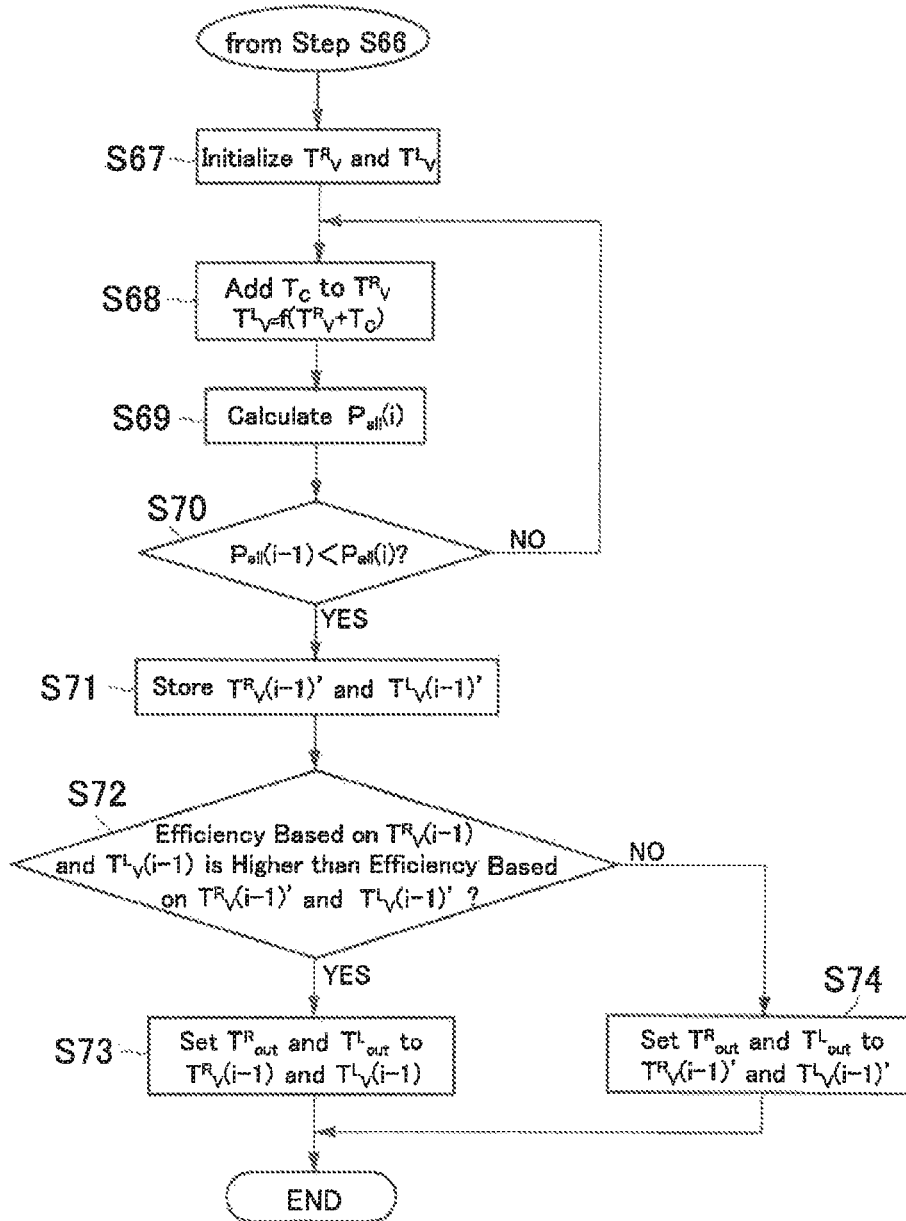 from Step S66
S67
Initialize T^R_V and T^L_V
S68
Add T_C to T^R_V
T^L_V=f(T^R_V+T_C)
S69
Calculate P_all(i)
S70
P_all(i-1)<P_all(i)?
NO
YES
S71
Store T^R_V(i-1)' and T^L_V(i-1)'
S72
Efficiency Based on T^R_V(i-1)
and T^L_V(i-1) is Higher than Efficiency Based
on T^R_V(i-1)' and T^L_V(i-1)' ?
NO
YES
S73
Set T^R_out and T^L_out to
T^R_V(i-1) and T^L_V(i-1)
S74
Set T^R_out and T^L_out to
T^R_V(i-1)' and T^L_V(i-1)'
END